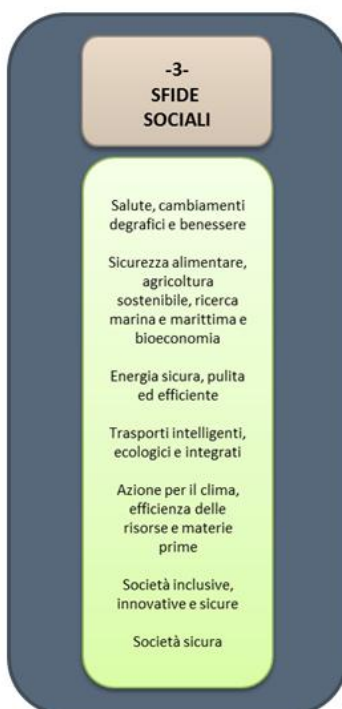 -3-
SFIDE
SOCIALI
Salute, cambiamenti
degrafici e benessere
Sicurezza alimentare,
agricoltura
sostenibile, ricerca
marina e marittima e
bioeconomia
Energia sicura, pulita
ed efficiente
Trasporti intelligenti,
ecologici e integrati
Azione per il clima,
efficienza delle
risorse e materie
prime
Società inclusive,
innovative e sicure
Società sicura